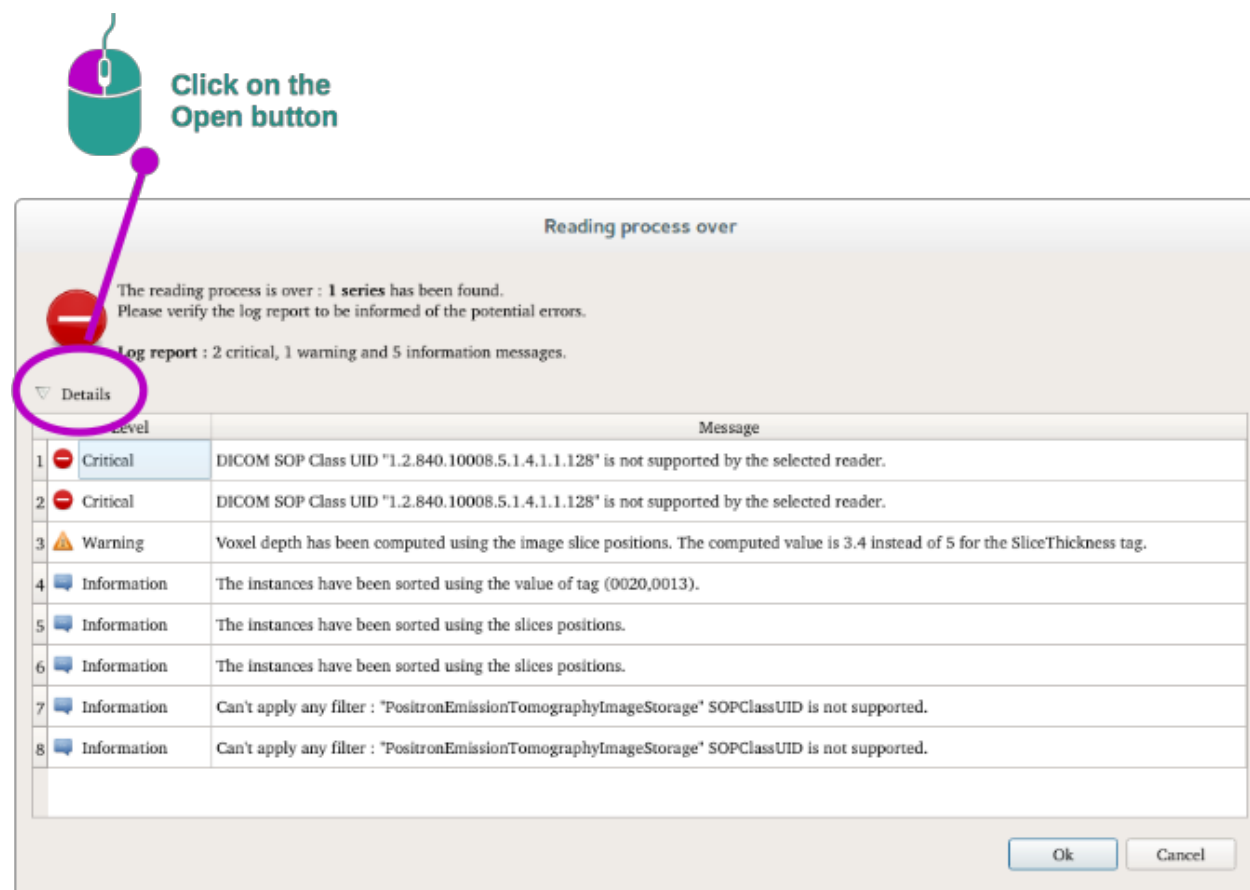 Click on the
Open button
Reading process over
The reading process is over : 1 series has been found.
Please verify the log report to be informed of the potential errors.
Log report : 2 critical, 1 warning and 5 information messages.
Details
Level Message
1 Critical DICOM SOP Class UID "1.2.840.10008.5.1.4.1.1.128" is not supported by the selected reader.
2 Critical DICOM SOP Class UID "1.2.840.10008.5.1.4.1.1.128" is not supported by the selected reader.
3 Warning Voxel depth has been computed using the image slice positions. The computed value is 3.4 instead of 5 for the SliceThickness tag.
4 Information The instances have been sorted using the value of tag (0020,0013).
5 Information The instances have been sorted using the slices positions.
6 Information The instances have been sorted using the slices positions.
7 Information Can't apply any filter : "PositronEmissionTomographyImageStorage" SOPClassUID is not supported.
8 Information Can't apply any filter : "PositronEmissionTomographyImageStorage" SOPClassUID is not supported.
Ok Cancel